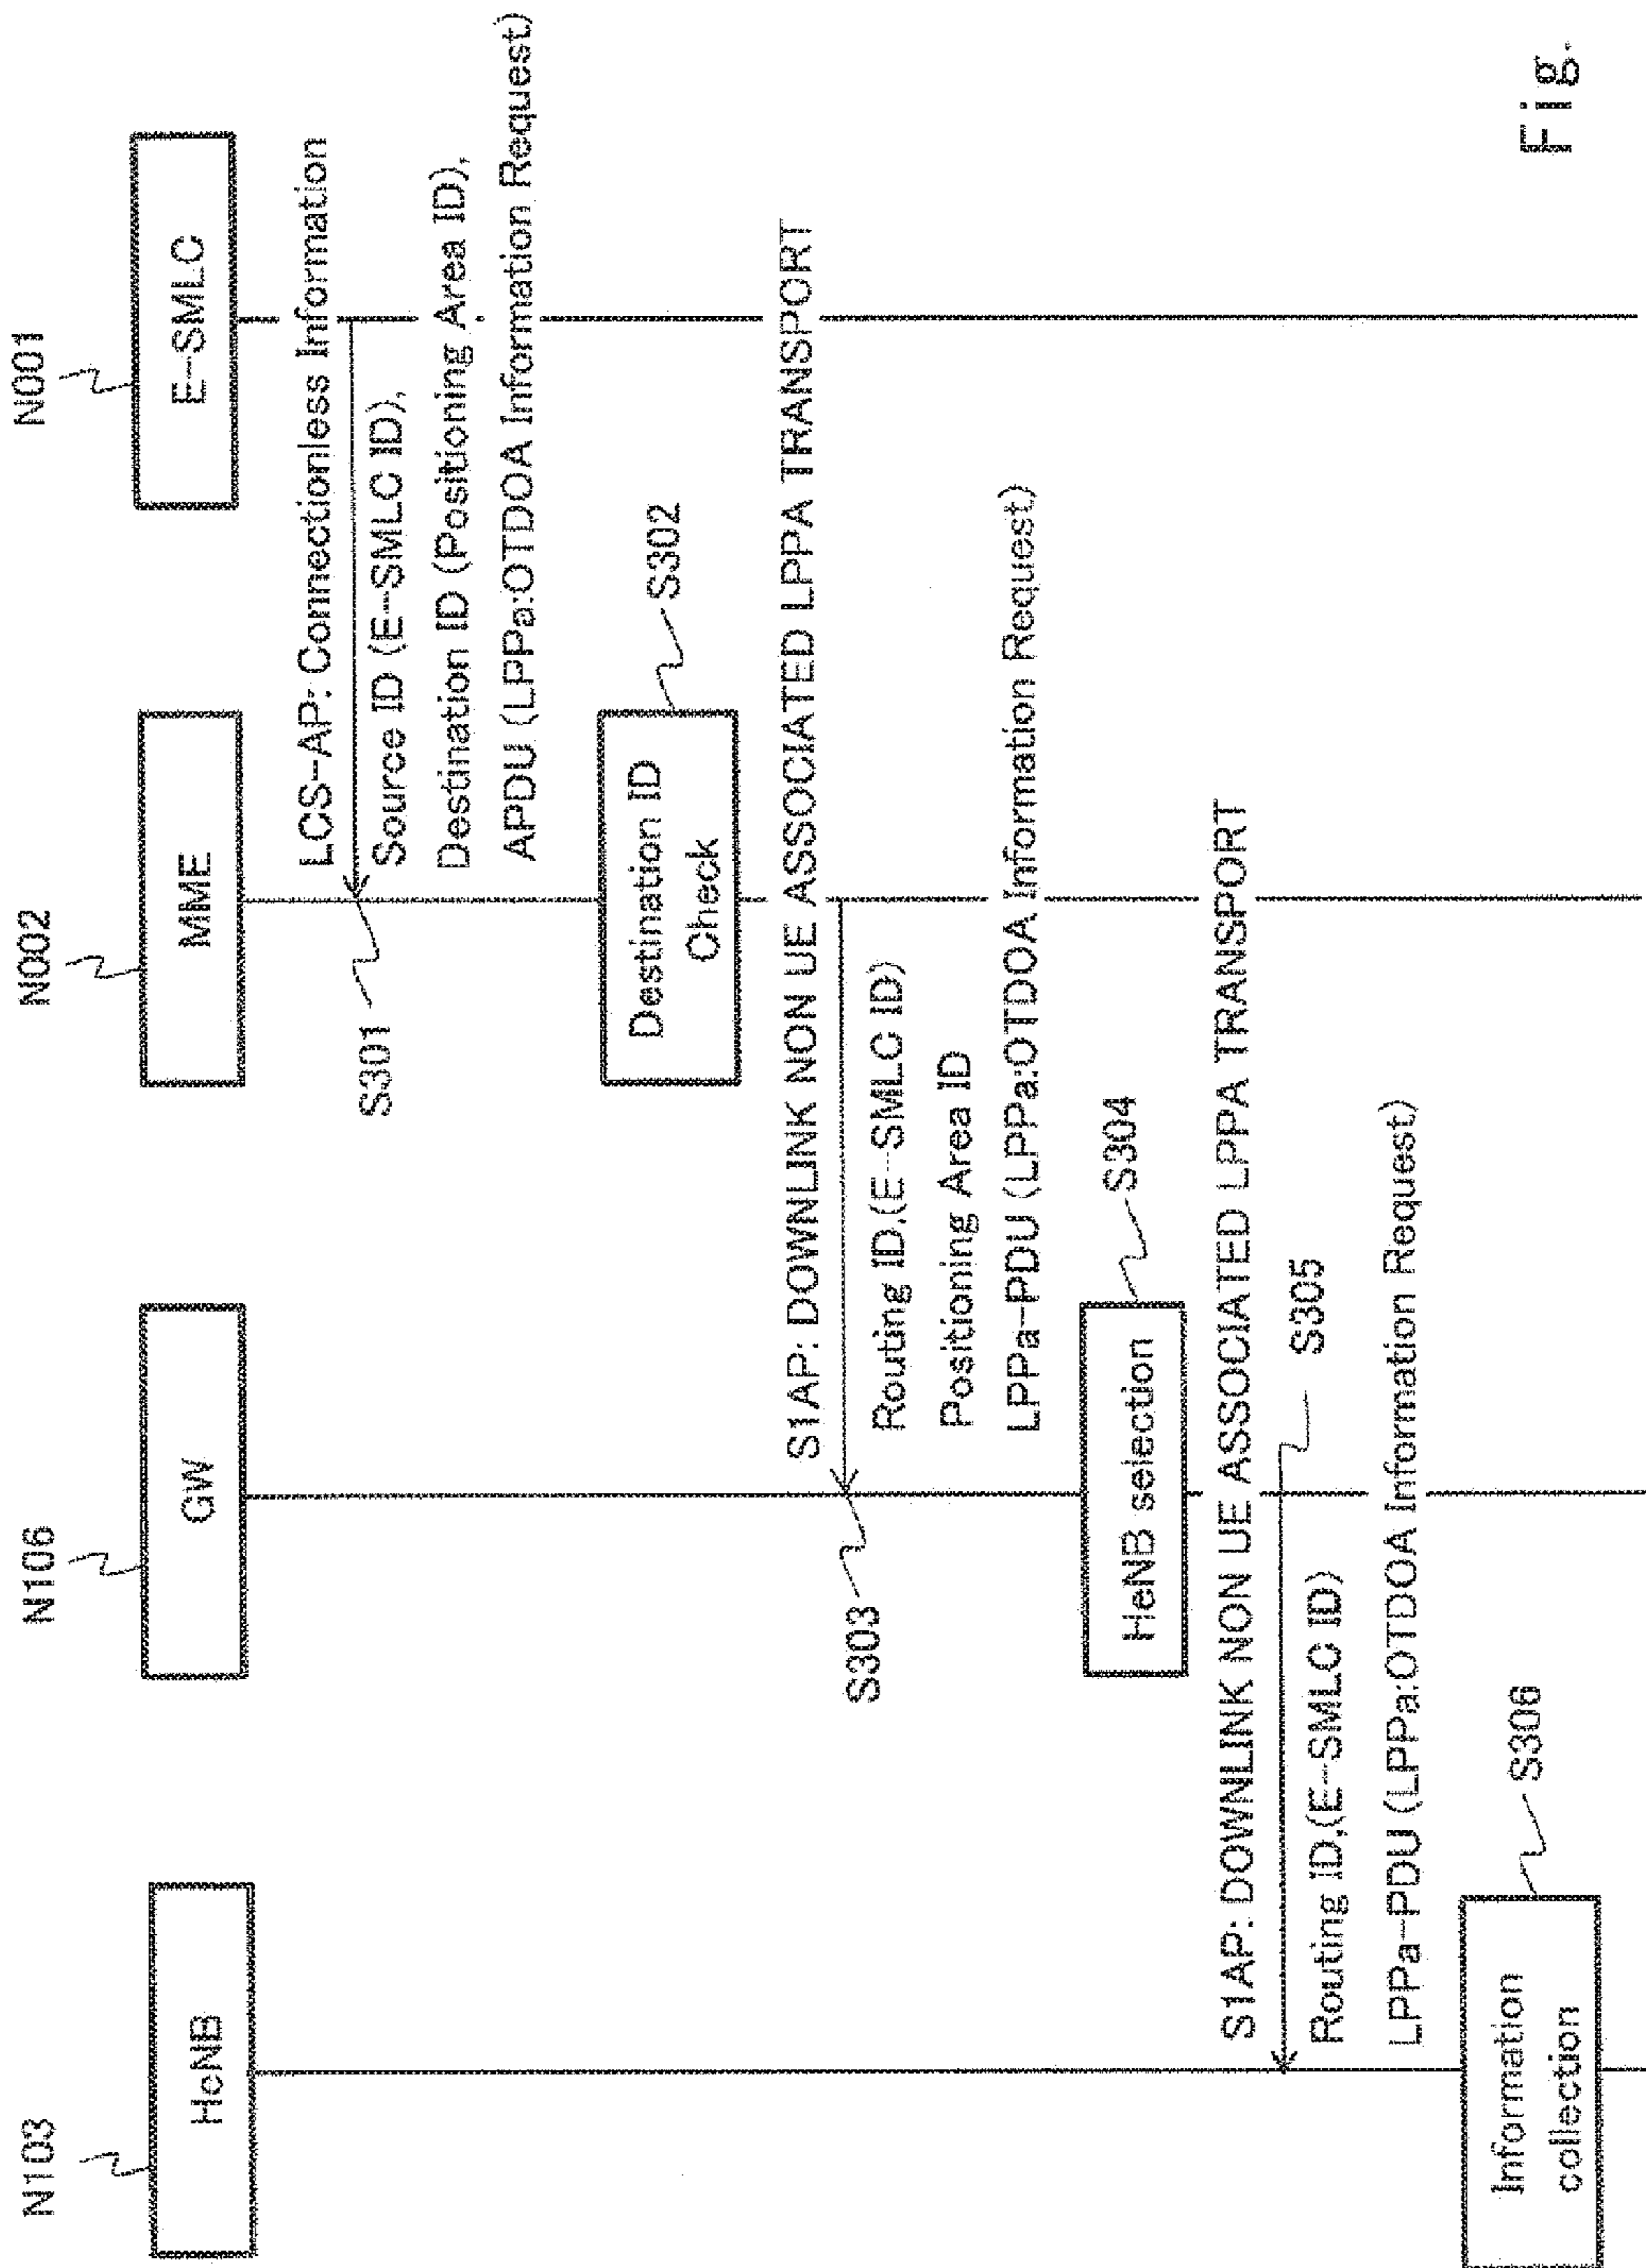 N103
N106
N002
N001
HeNB
GW
MME
E-SMLC
LCS-AP: Connectionless Information
S301
Source ID (E-SMLC ID),
Destination ID (Positioning Area ID),
APDU (LPPa:OTDOA Information Request)
Destination ID
Check
S302
S1AP: DOWNLINK NON UE ASSOCIATED LPPA TRANSPORT
S303
Routing ID,(E-SMLC ID)
Positioning Area ID
LPPa-PDU (LPPa:OTDOA Information Request)
HeNB selection
S304
S1AP: DOWNLINK NON UE ASSOCIATED LPPA TRANSPORT
S305
Routing ID,(E-SMLC ID)
LPPa-PDU (LPPa:OTDOA Information Request)
Information
collection
S306
Fig.